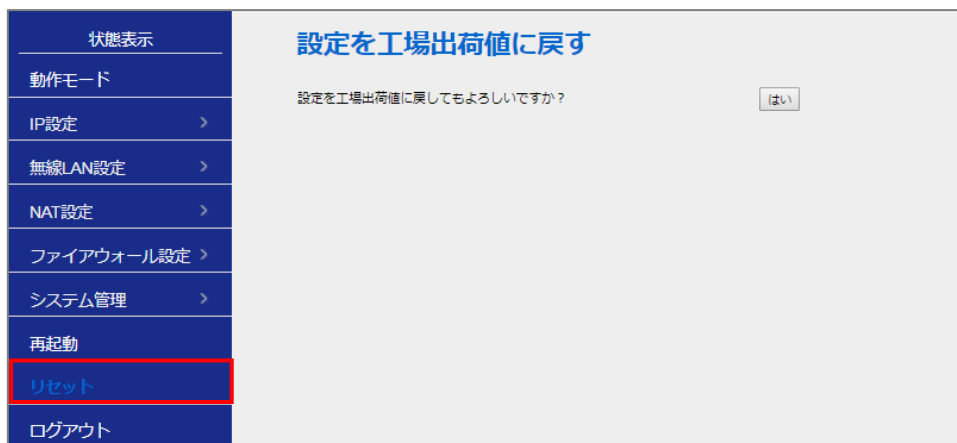 状態表示
動作モード
IP設定
無線LAN設定
NAT設定
ファイアウォール設定
システム管理
再起動
リセット
ログアウト
設定を工場出荷値に戻す
設定を工場出荷値に戻してもよろしいですか？
はい